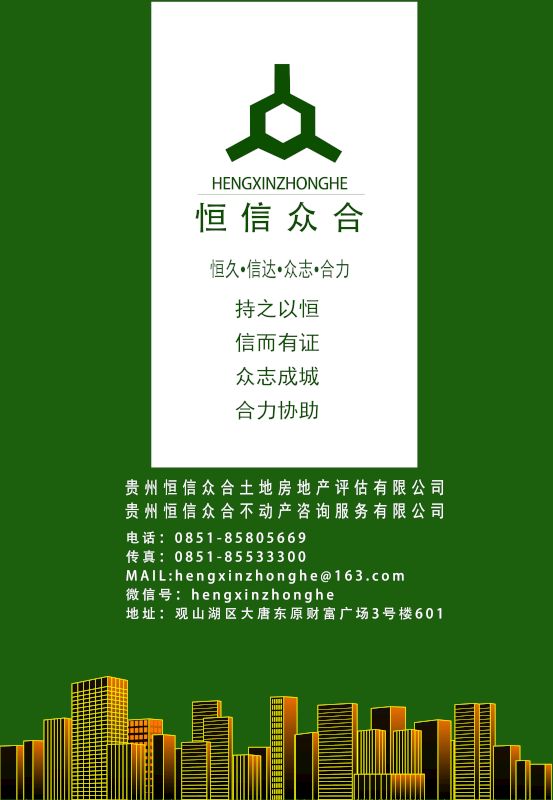 HENGXINZHONGHE
恒信众合
恒久•信达•众志•合力
持之以恒
信而有证
众志成城
合力协助
贵州恒信众合土地房地产评估有限公司
贵州恒信众合不动产咨询服务有限公司
电话：0851-85805669
传真：0851-85533300
MAIL:hengxinzhonghe@163.com
微信号：hengxinzhonghe
地址：观山湖区大唐东原财富广场3号楼601